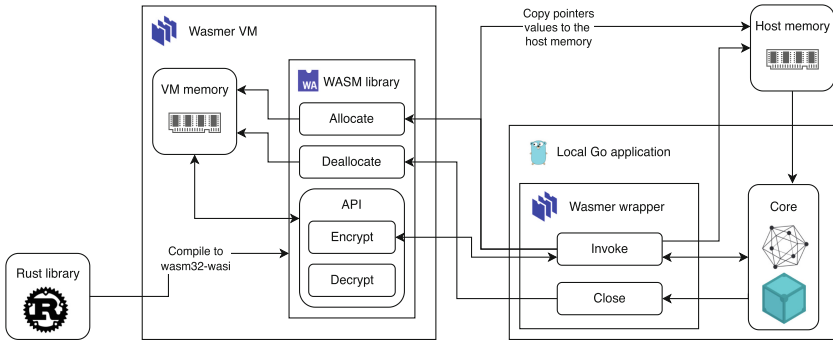 Wasmer VM
Copy pointers
values to the
host memory
Host memory
VM memory
WA
WASM library
Allocate
Deallocate
API
Encrypt
Decrypt
Local Go application
Wasmer wrapper
Invoke
Close
Core
Compile to
wasm32-wasi
Rust library
R